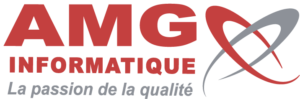 AMG
INFORMATIQUE
La passion de la qualité